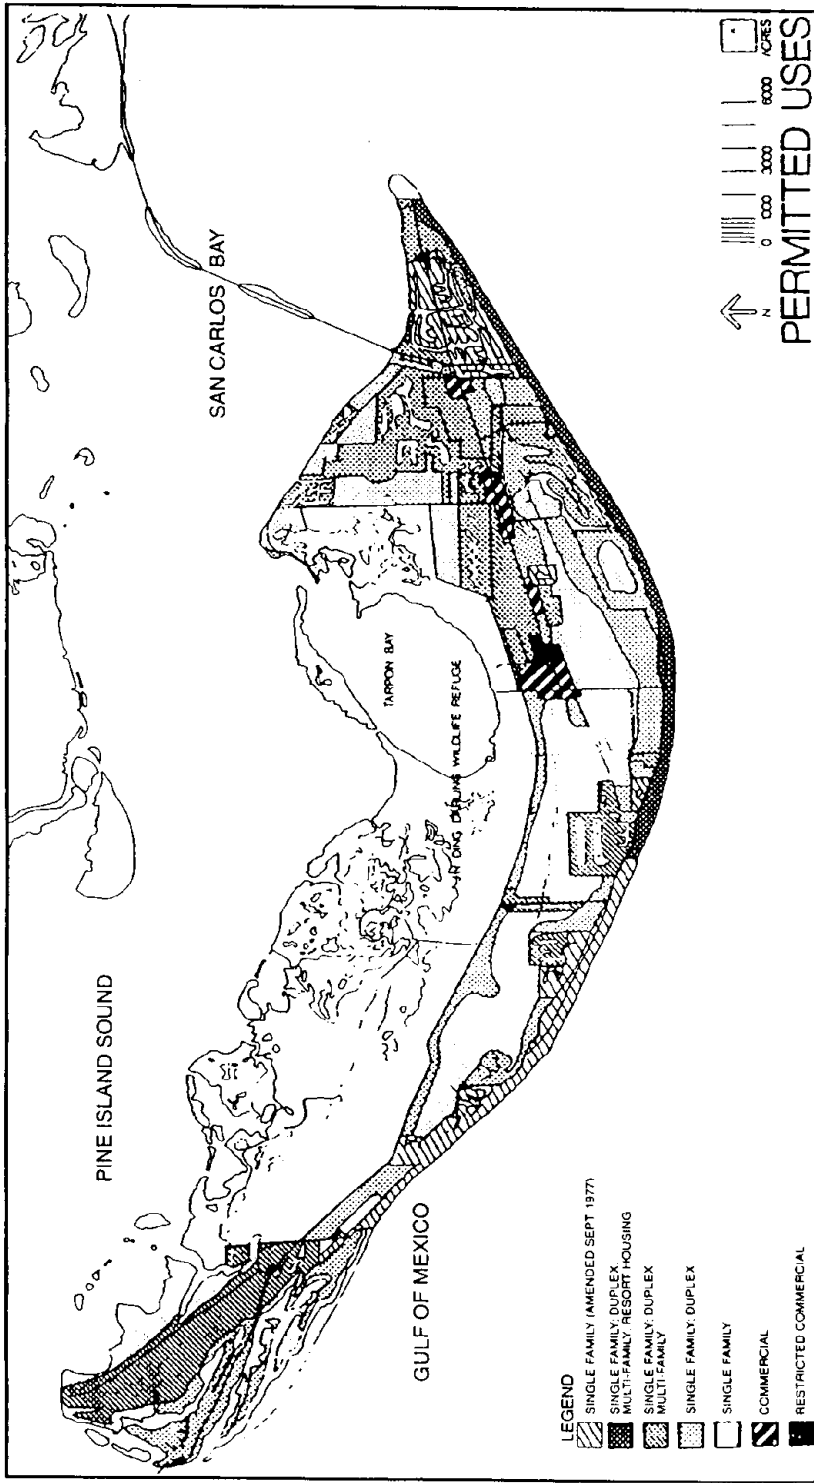 PINE ISLAND SOUND
SAN CARLOS BAY
TARPON BAY
DING DARLING WILDLIFE REFUGE
GULF OF MEXICO
LEGEND
SINGLE FAMILY (AMENDED SEPT 1977)
SINGLE FAMILY: DUPLEX
MULTI-FAMILY: RESORT HOUSING
SINGLE FAMILY: DUPLEX
MULTI-FAMILY
SINGLE FAMILY: DUPLEX
SINGLE FAMILY
COMMERCIAL
RESTRICTED COMMERCIAL
N
0 1000 3000 6000
ACRES
PERMITTED USES